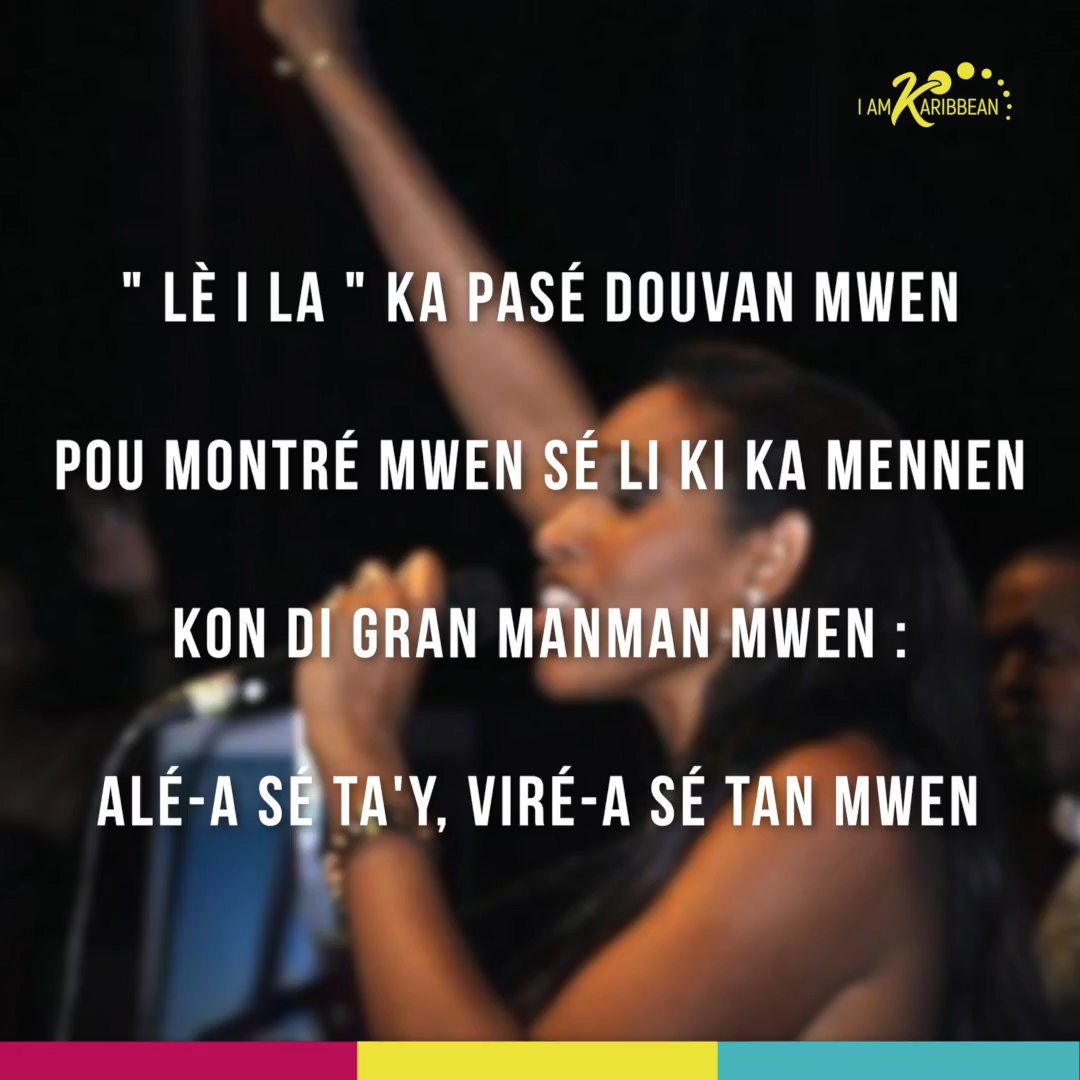 I AM KARIBBEAN
" LÈ I LA " KA PASÉ DOUVAN MWEN
POU MONTRÉ MWEN SÉ LI KI KA MENNEN
KON DI GRAN MANMAN MWEN :
ALÉ-A SÉ TA'Y, VIRÉ-A SÉ TAN MWEN